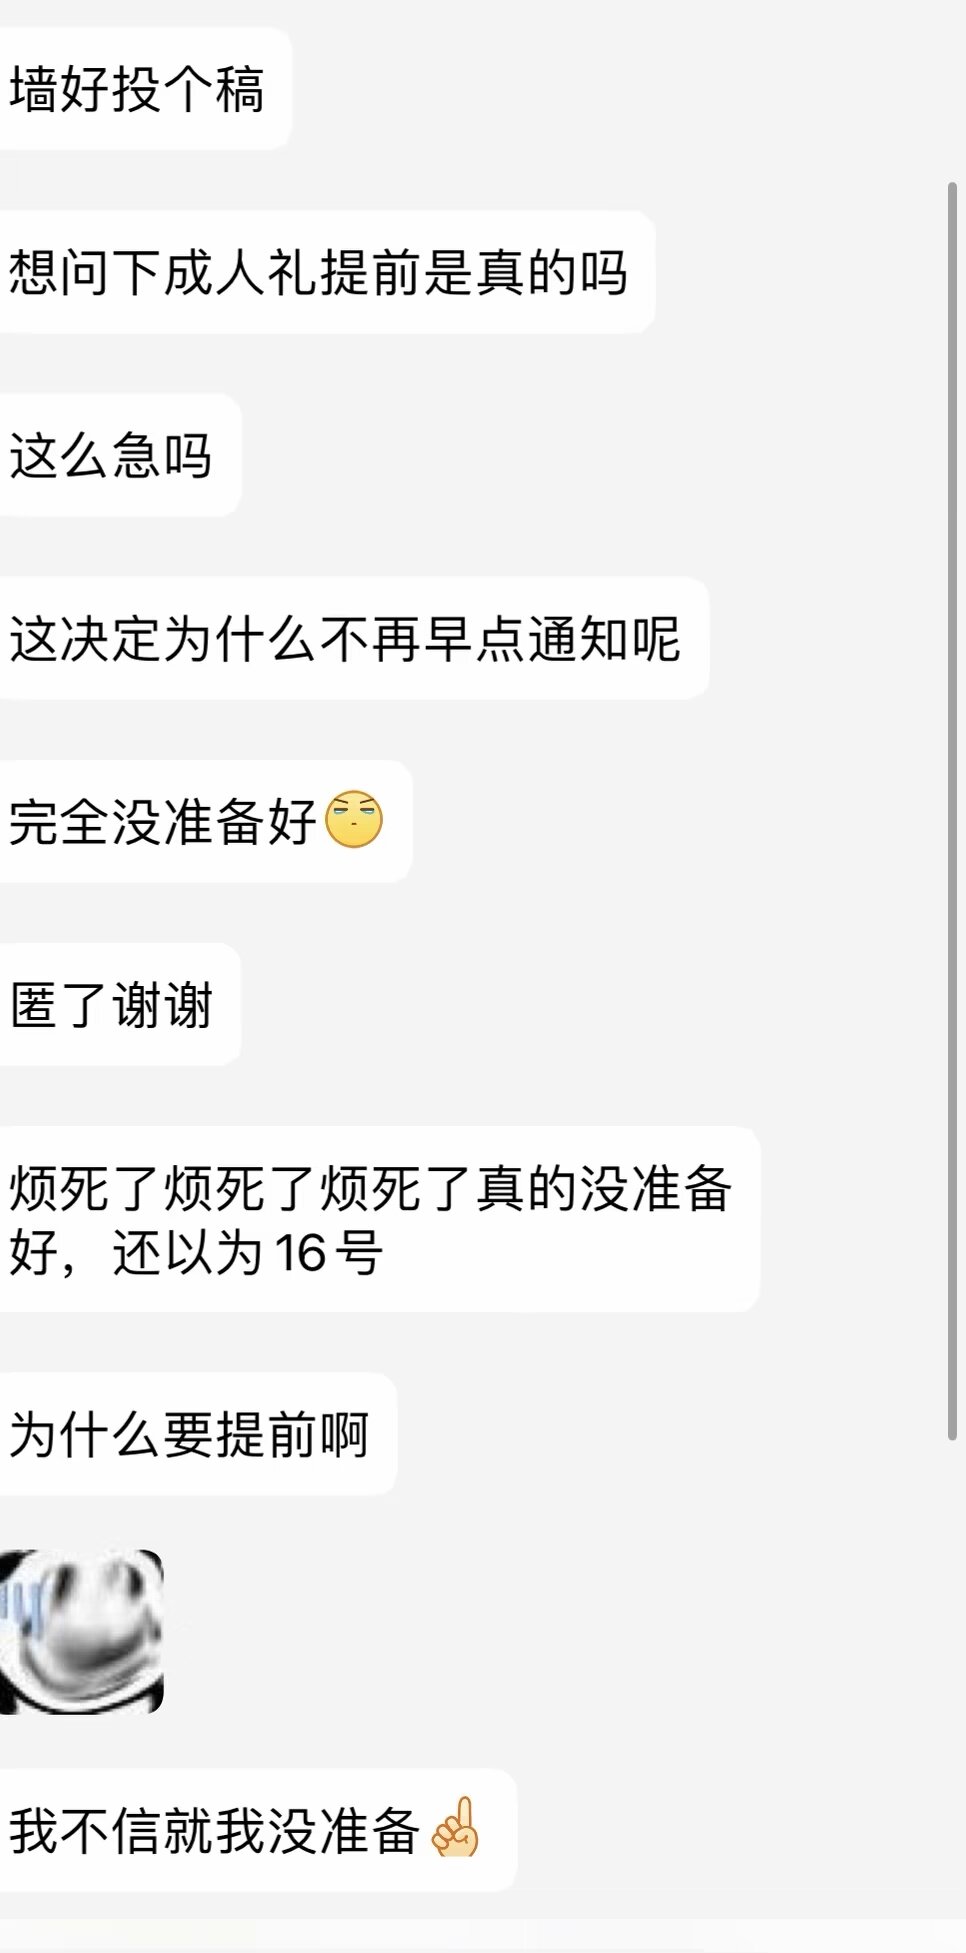 墙好投个稿
想问下成人礼提前是真的吗
这么急吗
这决定为什么不再早点通知呢
完全没准备好
匿了谢谢
烦死了烦死了烦死了真的没准备
好，还以为16号
为什么要提前啊
我不信就我没准备☝